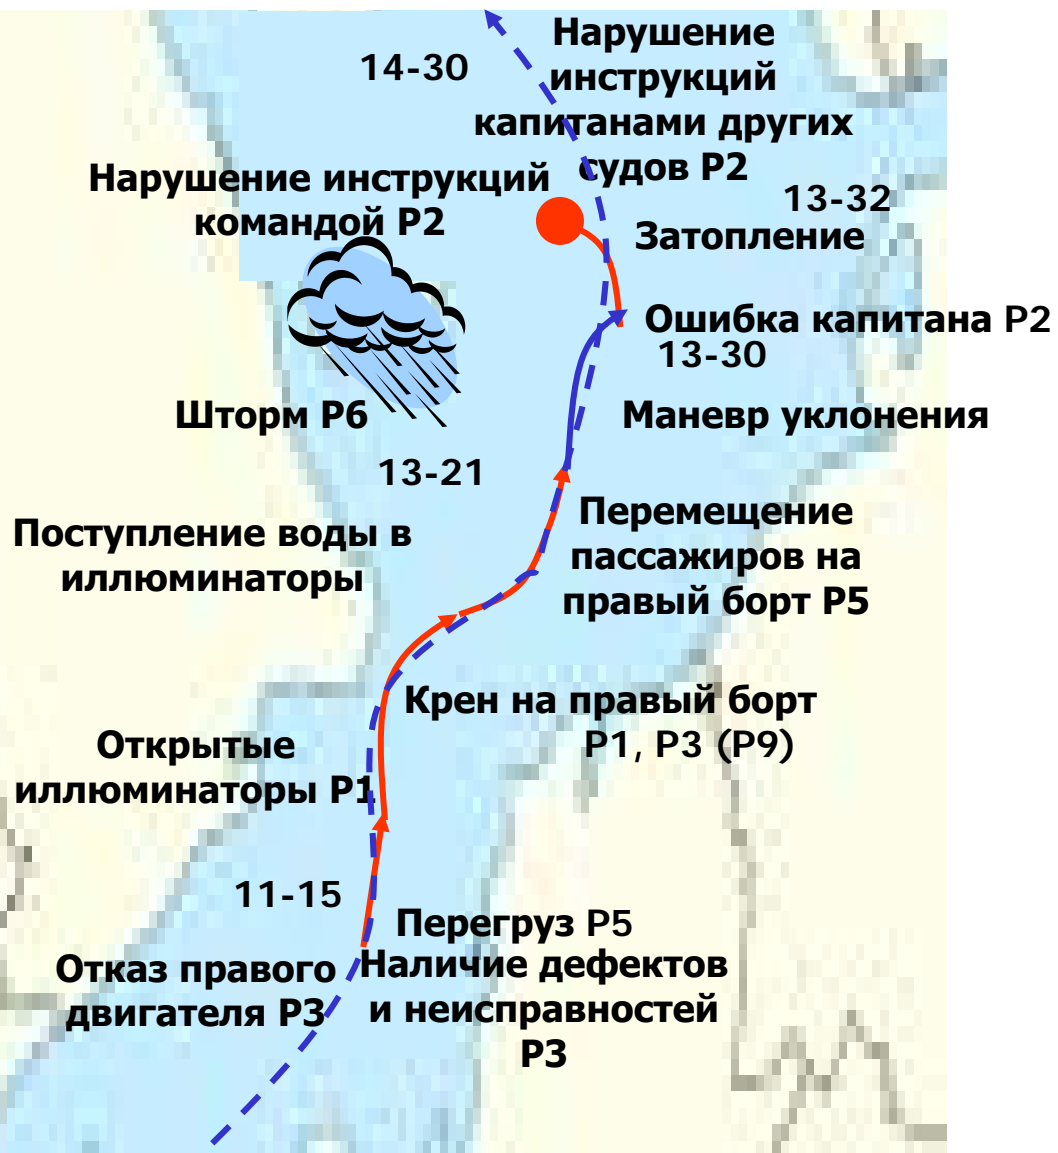 Нарушение
инструкций
капитанами других
судов Р2
14-30
Нарушение инструкций
командой Р2
13-32
Затопление
Ошибка капитана Р2
13-30
Шторм Р6
Маневр уклонения
13-21
Поступление воды в
иллюминаторы
Перемещение
пассажиров на
правый борт Р5
Крен на правый борт
Р1, Р3 (Р9)
Открытые
иллюминаторы Р1
11-15
Перегруз Р5
Отказ правого
двигателя Р3
Наличие дефектов
и неисправностей
Р3